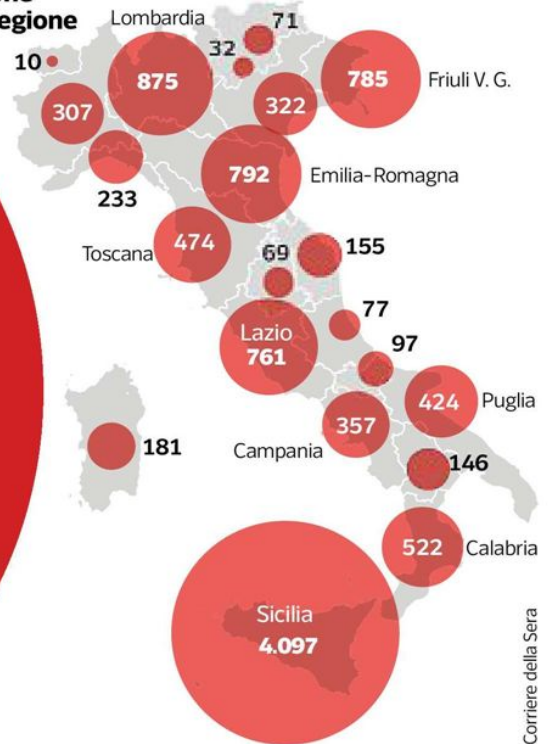 egione
Lombardia
71
32
10
875
785
Friuli V. G.
307
322
233
792
Emilia-Romagna
Toscana
474
69
155
77
Lazio
761
97
424
Puglia
357
Campania
181
146
522
Calabria
Sicilia
4.097
Corriere della Sera